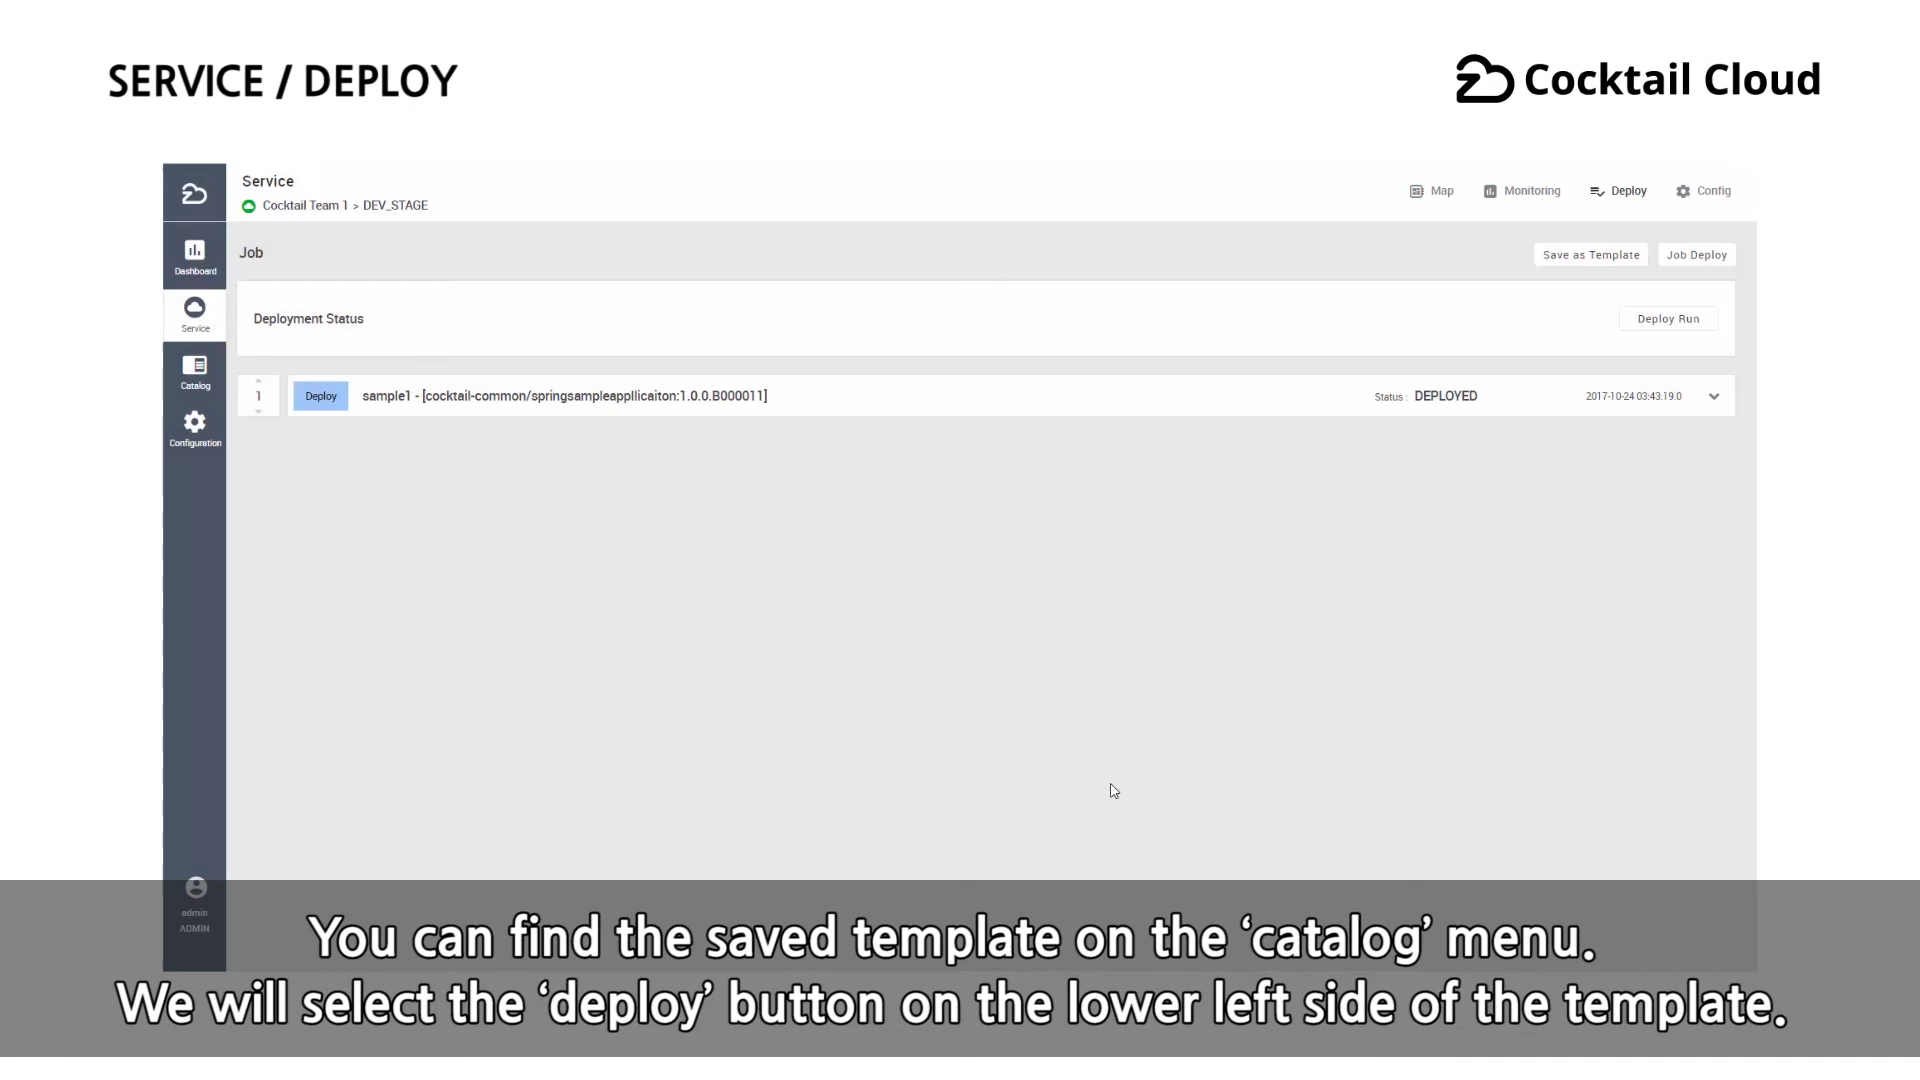 SERVICE / DEPLOY
Cocktail Cloud
Service
Cocktail Team 1 > DEV_STAGE
Map
Monitoring
Deploy
Config
Dashboard
Service
Catalog
Configuration
Job
Save as Template
Job Deploy
Deployment Status
Deploy Run
1
Deploy
sample1 - [cocktail-common/springsampleappllicaiton:1.0.0.B000011]
Status : DEPLOYED
2017-10-24 03:43:19.0
admin
ADMIN
You can find the saved template on the ‘catalog’ menu.
We will select the ‘deploy’ button on the lower left side of the template.